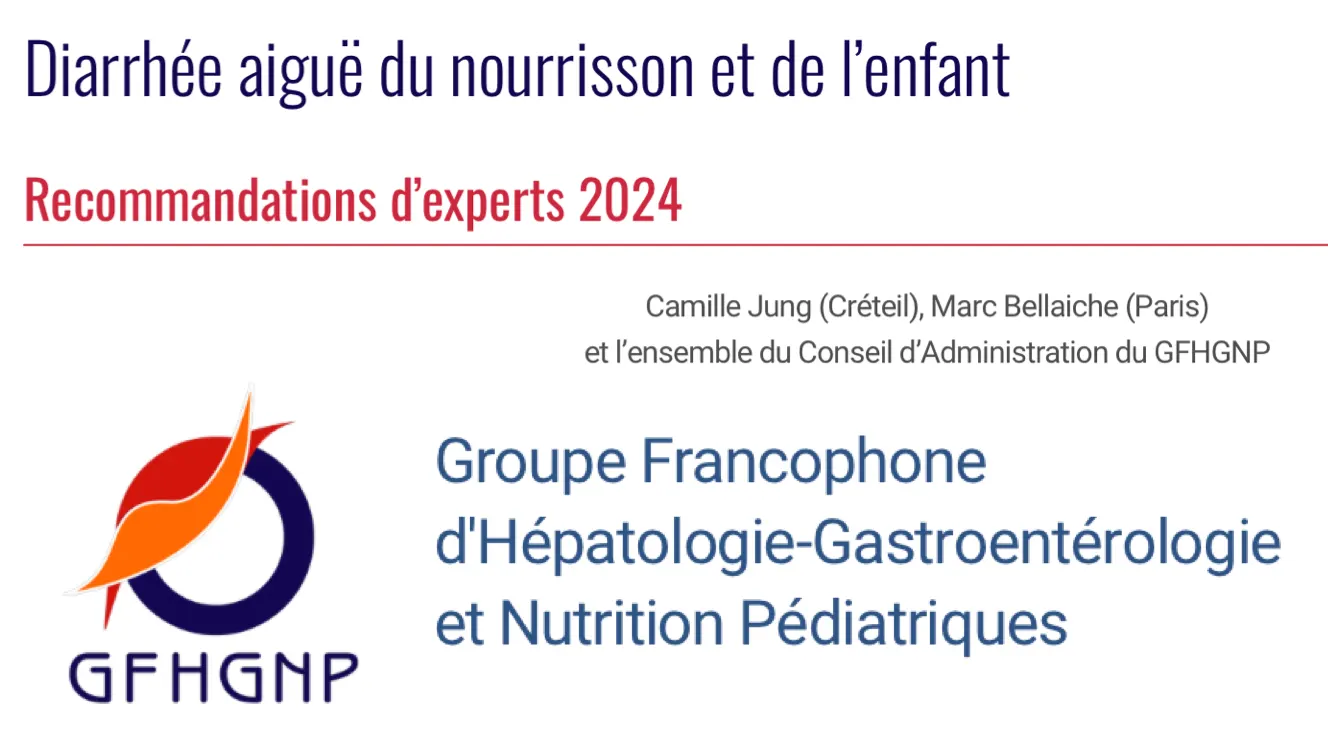 Diarrhée aiguë du nourrisson et de l’enfant
Recommandations d’experts 2024
Camille Jung (Créteil), Marc Bellaiche (Paris)
et l’ensemble du Conseil d’Administration du GFHGNP
Groupe Francophone
d'Hépatologie-Gastroentérologie
et Nutrition Pédiatriques
GFHGNP